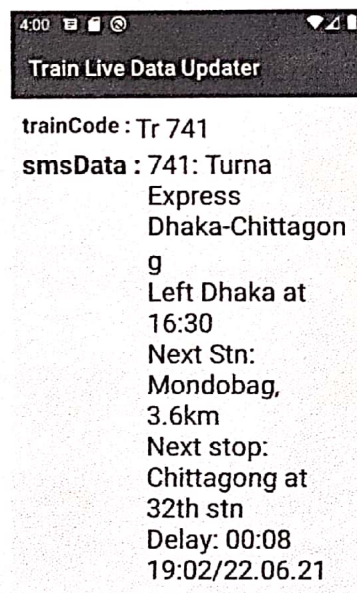 4:00
Train Live Data Updater
trainCode : Tr 741
smsData : 741: Turna
Express
Dhaka-Chittagon
g
Left Dhaka at
16:30
Next Stn:
Mondobag,
3.6km
Next stop:
Chittagong at
32th stn
Delay: 00:08
19:02/22.06.21